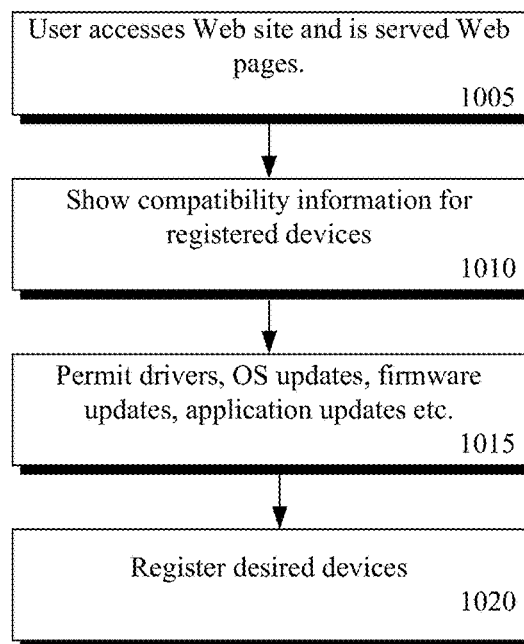 User accesses Web site and is served Web
pages.
1005
Show compatibility information for
registered devices
1010
Permit drivers, OS updates, firmware
updates, application updates etc.
1015
Register desired devices
1020